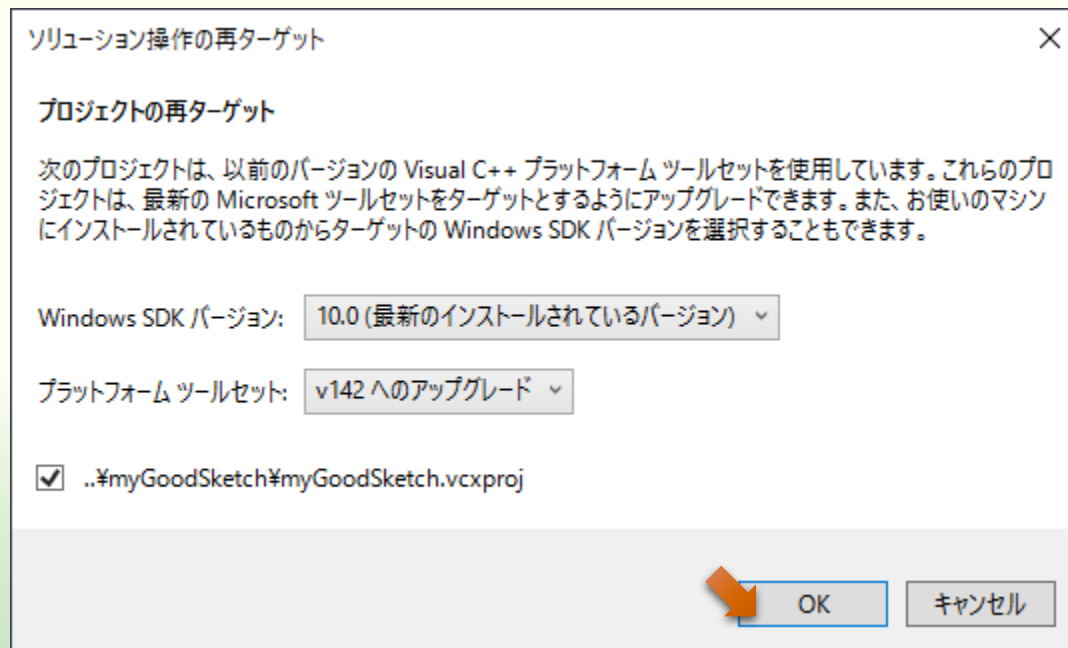 ソリューション操作の再ターゲット
プロジェクトの再ターゲット
次のプロジェクトは、以前のバージョンの Visual C++ プラットフォーム ツールセットを使用しています。これらのプロ
ジェクトは、最新の Microsoft ツールセットをターゲットとするようにアップグレードできます。また、お使いのマシン
にインストールされているものからターゲットの Windows SDK バージョンを選択することもできます。
Windows SDK バージョン: 10.0 (最新のインストールされているバージョン)
プラットフォーム ツールセット: v142 へのアップグレード
..¥myGoodSketch¥myGoodSketch.vcxproj
OK キャンセル